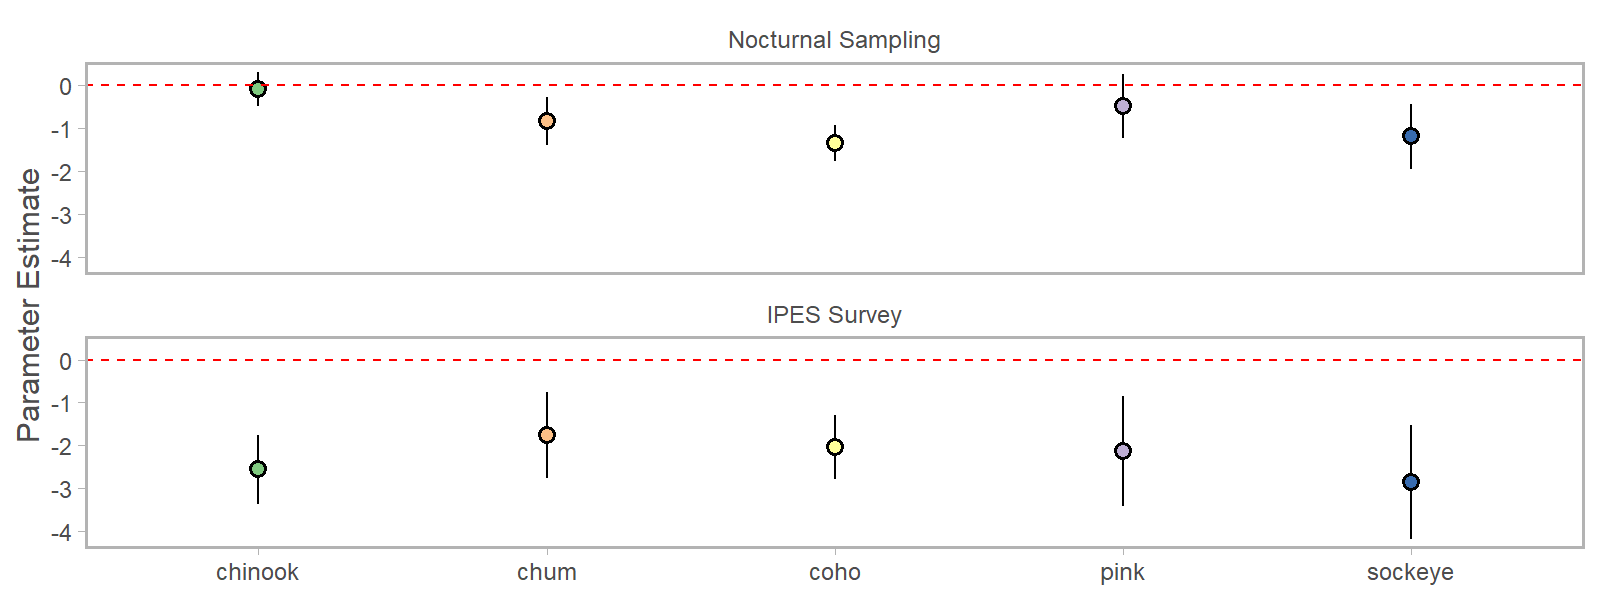 Nocturnal Sampling
0
-1
-2
-3
-4
Parameter Estimate
IPES Survey
0
-1
-2
-3
-4
chinook chum coho pink sockeye